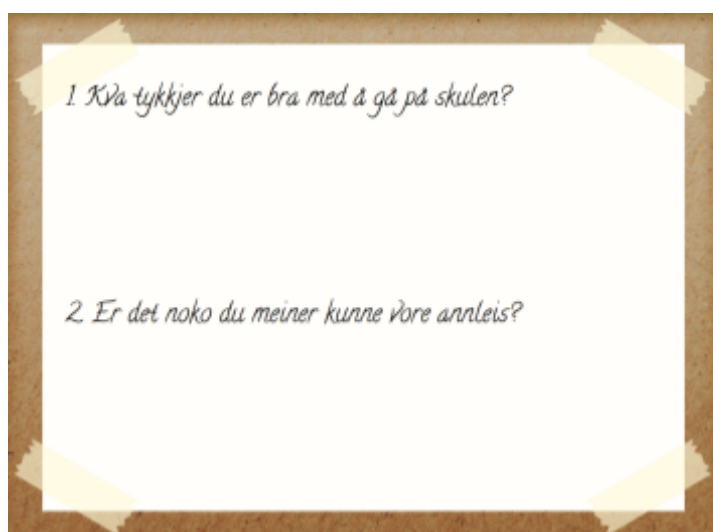 1. Kva tykkjer du er bra med å gå på skulen?
2. Er det noko du meiner kunne vore annleis?